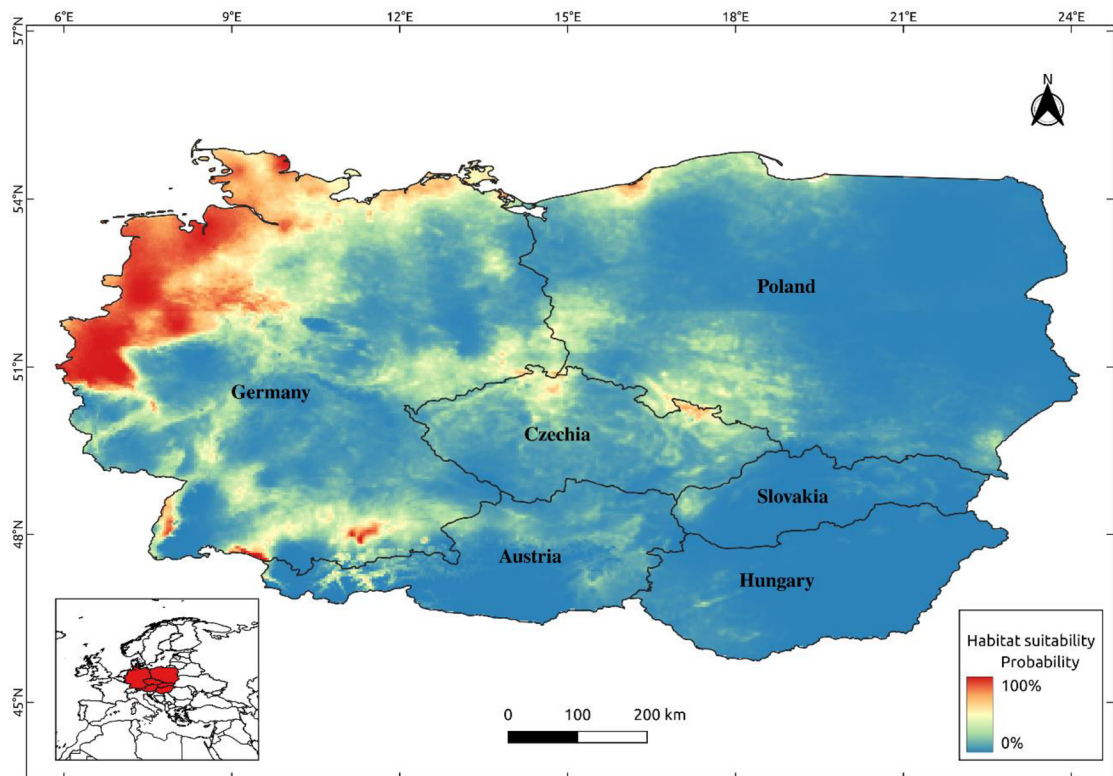 6°E 9°E 12°E 15°E 18°E 21°E 24°E
57°N
N
54°N
Poland
51°N
Germany
Czechia
Slovakia
48°N
Austria
Hungary
Habitat suitability
Probability
100%
0%
45°N
0 100 200 km